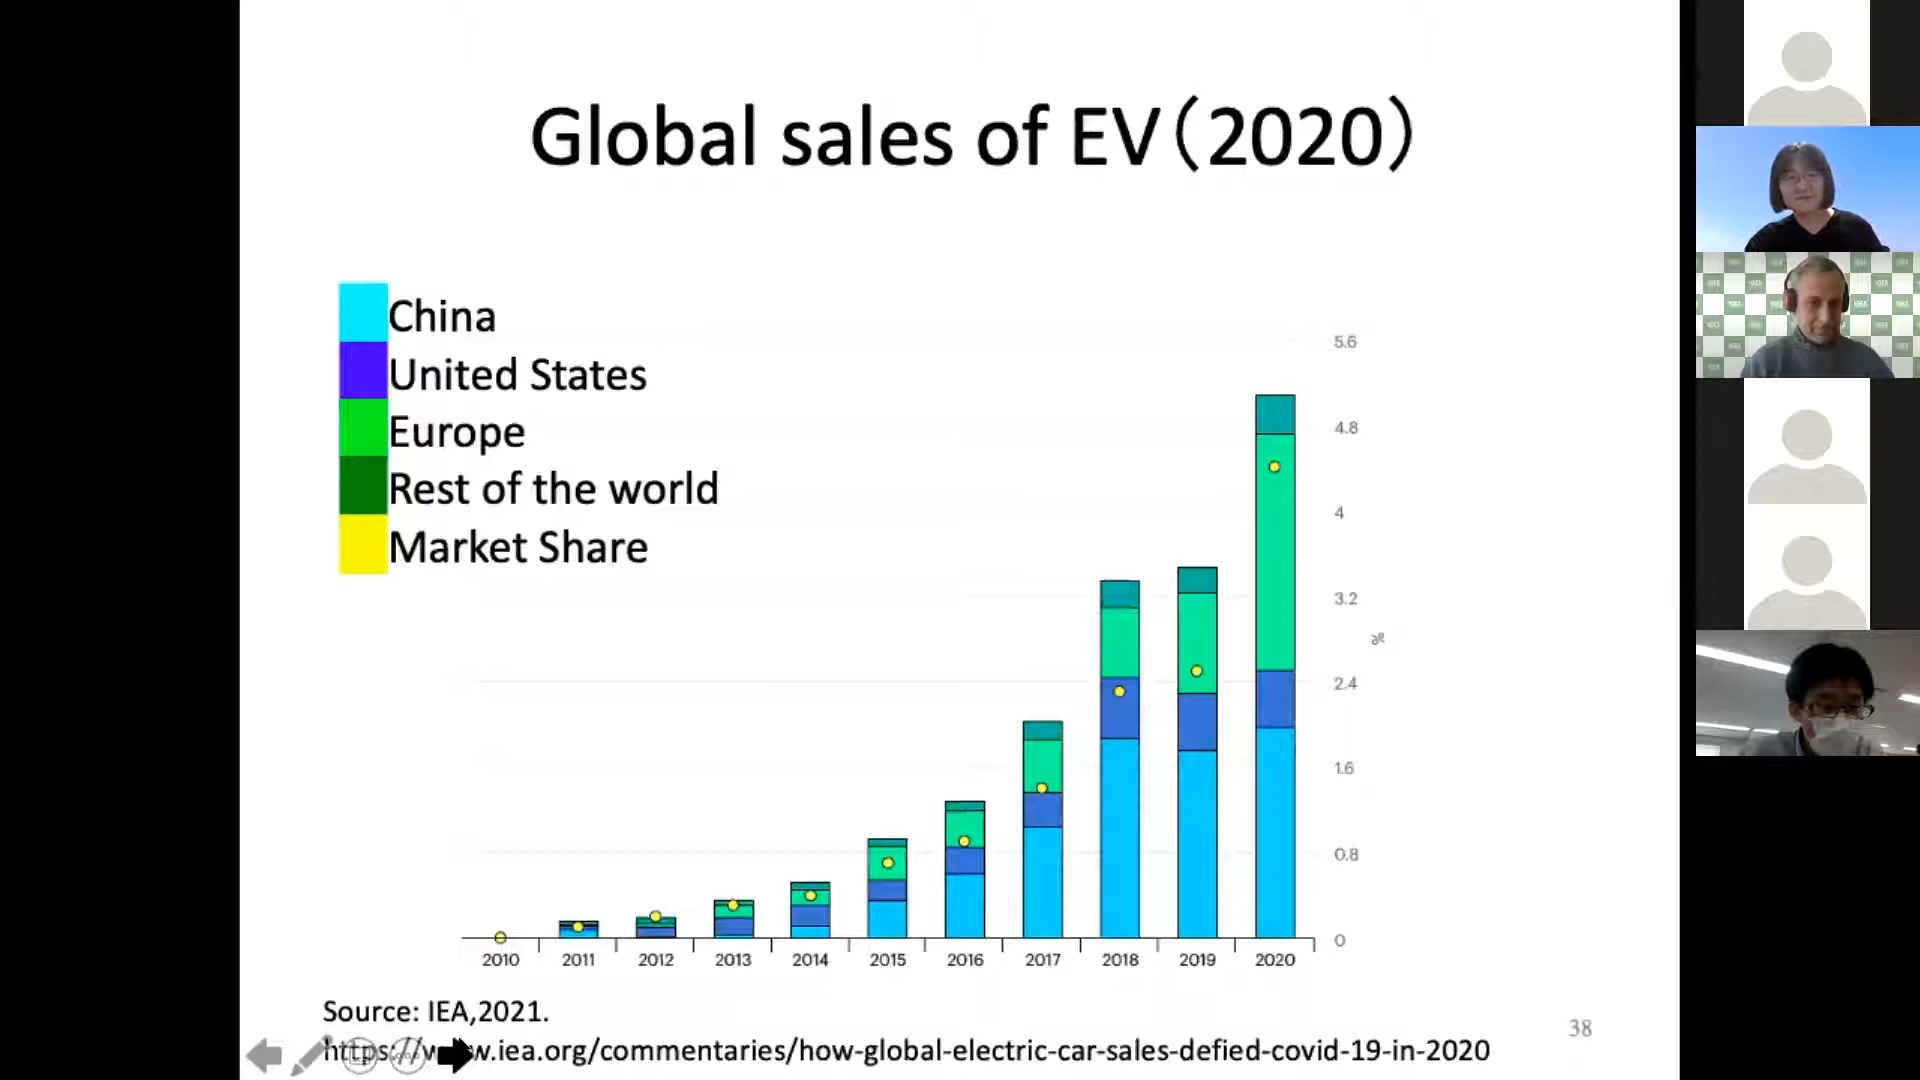 Global sales of EV（2020）
China
United States
Europe
Rest of the world
Market Share
5.6
4.8
4
3.2
%
2.4
1.6
0.8
0
2010 2011 2012 2013 2014 2015 2016 2017 2018 2019 2020
Source: IEA,2021.
https://www.iea.org/commentaries/how-global-electric-car-sales-defied-covid-19-in-2020
38